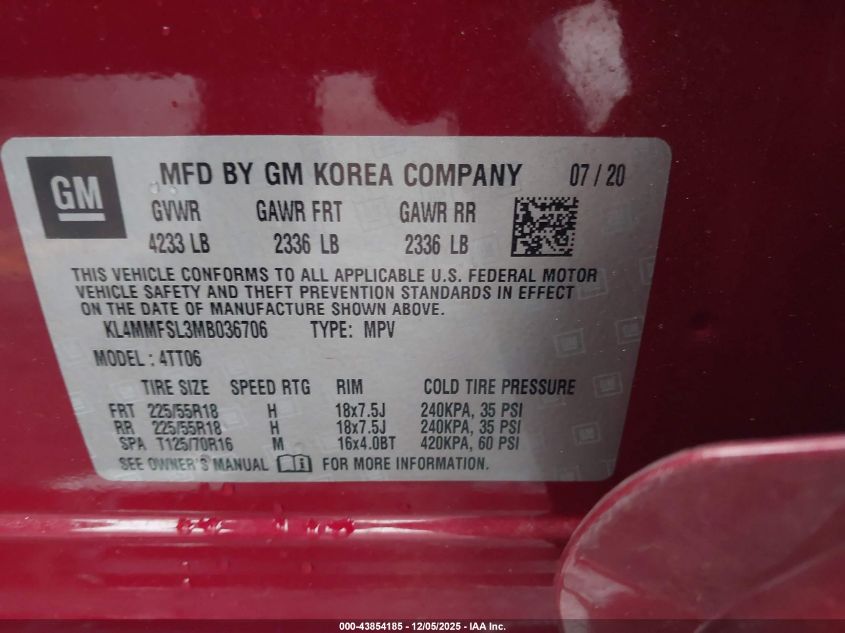 GM
MFD BY GM KOREA COMPANY 07 / 20
GVWR GAWR FRT GAWR RR
4233 LB 2336 LB 2336 LB
THIS VEHICLE CONFORMS TO ALL APPLICABLE U.S. FEDERAL MOTOR
VEHICLE SAFETY AND THEFT PREVENTION STANDARDS IN EFFECT
ON THE DATE OF MANUFACTURE SHOWN ABOVE.
KL4MMFSL3MB036706 TYPE: MPV
MODEL: 4TT06
TIRE SIZE SPEED RTG RIM COLD TIRE PRESSURE
FRT 225/55R18 H 18x7.5J 240KPA, 35 PSI
RR 225/55R18 H 18x7.5J 240KPA, 35 PSI
SPA T125/70R16 M 16x4.0BT 420KPA, 60 PSI
SEE OWNER'S MANUAL FOR MORE INFORMATION.
000-43854185 - 12/05/2025 - IAA Inc.